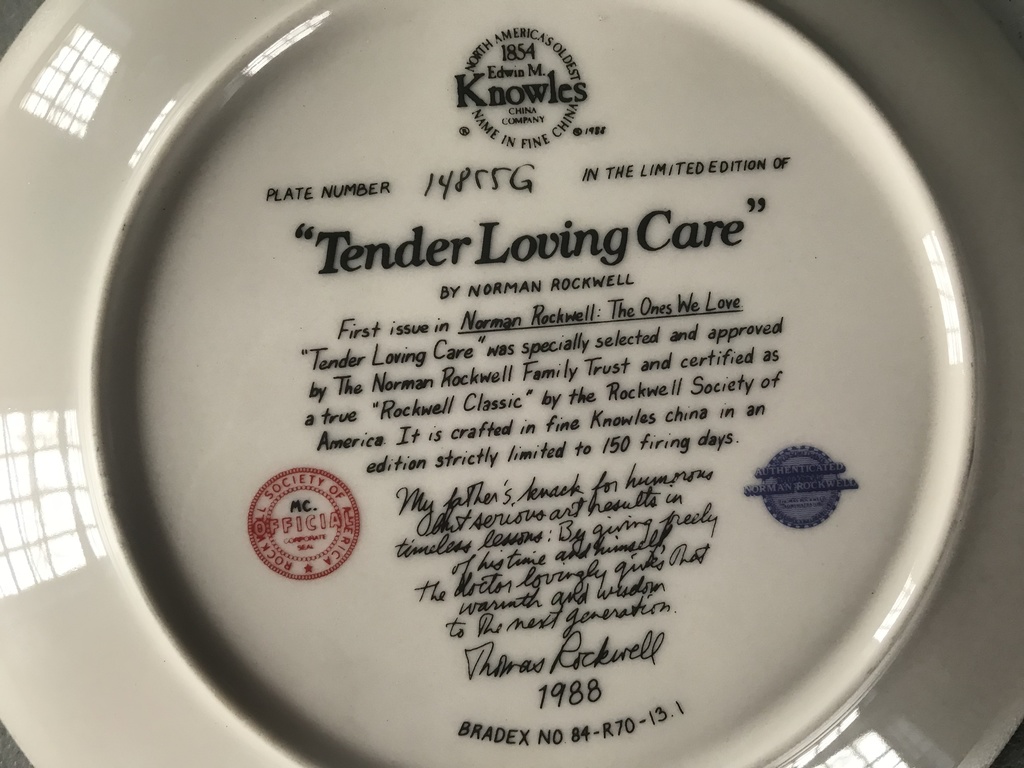 NORTH AMERICA'S OLDEST
1854
Edwin M.
Knowles
CHINA
COMPANY
NAME IN FINE CHINA
® © 1988
PLATE NUMBER 14855G IN THE LIMITED EDITION OF
"Tender Loving Care"
BY NORMAN ROCKWELL
First issue in Norman Rockwell: The Ones We Love
"Tender Loving Care" was specially selected and approved
by The Norman Rockwell Family Trust and certified as
a true "Rockwell Classic" by the Rockwell Society of
America. It is crafted in fine Knowles china in an
edition strictly limited to 150 firing days.
ROCKWELL SOCIETY OF AMERICA
MC.
OFFICIAL
CORPORATE
SEAL
AUTHENTICATED
NORMAN ROCKWELL
My father's knack for humorous
but serious art results in
timeless lessons: By giving freely
of his time and himself,
the doctor lovingly gives that
warmth and wisdom
to the next generation.
Thomas Rockwell
1988
BRADEX NO 84-R70-13.1